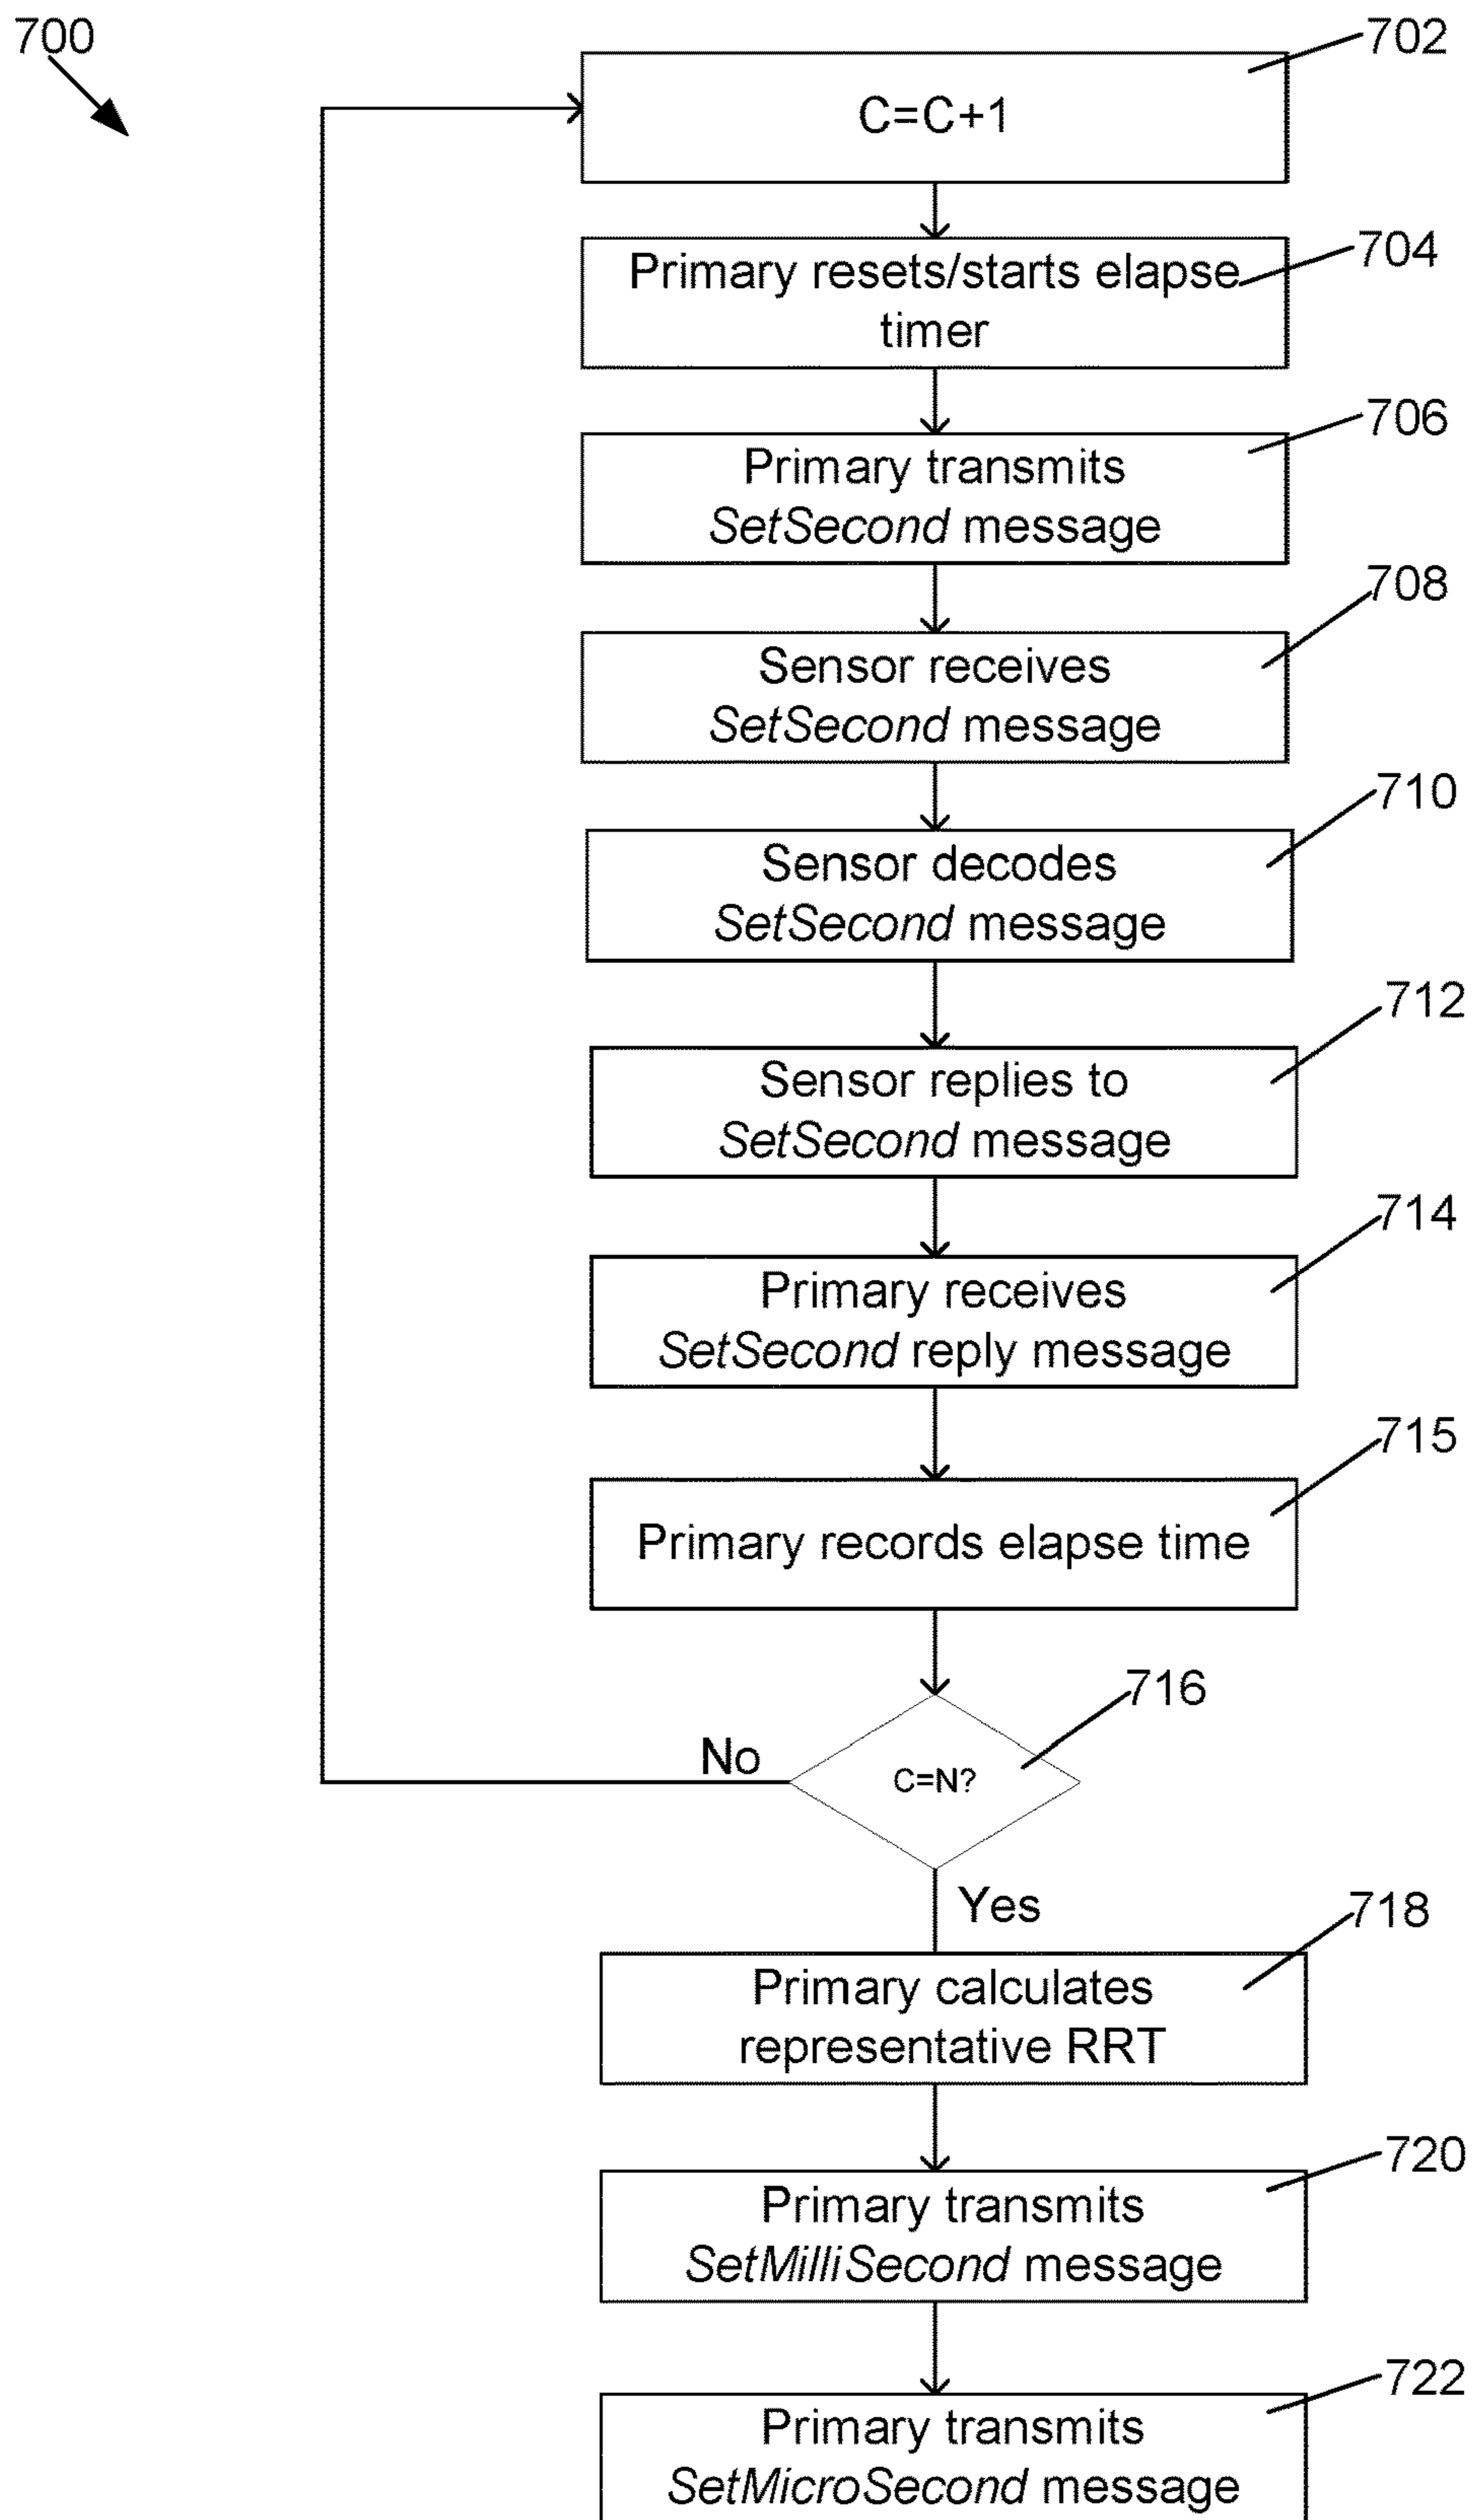 700
702
C=C+1
704
Primary resets/starts elapse
timer
706
Primary transmits
SetSecond message
708
Sensor receives
SetSecond message
710
Sensor decodes
SetSecond message
712
Sensor replies to
SetSecond message
714
Primary receives
SetSecond reply message
715
Primary records elapse time
716
No
C=N?
Yes
718
Primary calculates
representative RRT
720
Primary transmits
SetMilliSecond message
722
Primary transmits
SetMicroSecond message